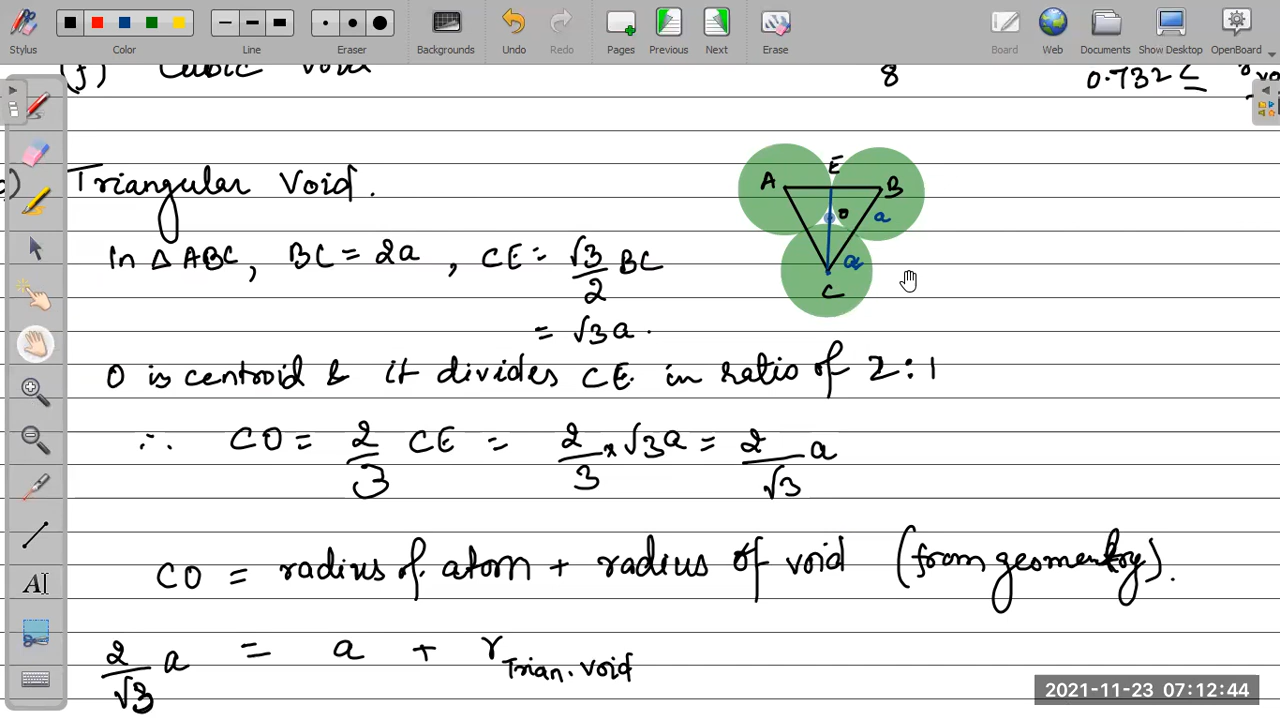 Stylus Color Line Eraser Backgrounds Undo Redo Pages Previous Next Erase Board Web Documents Show Desktop OpenBoard
(f) Cubic Void 8 0.732 ≤
Triangular Void.
A E B
O a
a
C
In Δ ABC, BC = 2a, CE = √3/2 BC
= √3a.
O is centroid & it divides CE. in ratio of 2:1
∴ CO = 2/3 CE = 2/3 × √3a = 2/√3 a
CO = radius of. atom + radius of void (from geomentry).
2/√3 a = a + r Trian. void
2021-11-23 07:12:44